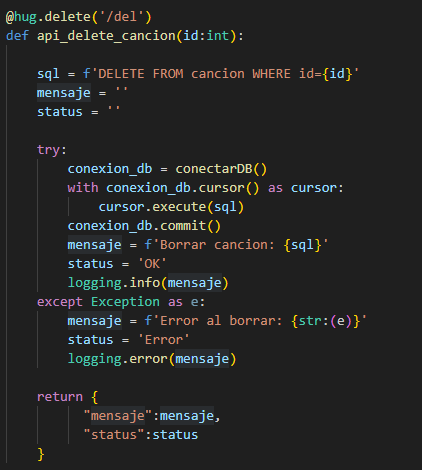 @hug.delete('/del')
def api_delete_cancion(id:int):
sql = f'DELETE FROM cancion WHERE id={id}'
mensaje = ''
status = ''
try:
conexion_db = conectarDB()
with conexion_db.cursor() as cursor:
cursor.execute(sql)
conexion_db.commit()
mensaje = f'Borrar cancion: {sql}'
status = 'OK'
logging.info(mensaje)
except Exception as e:
mensaje = f'Error al borrar: {str:(e)}'
status = 'Error'
logging.error(mensaje)
return {
"mensaje":mensaje,
"status":status
}